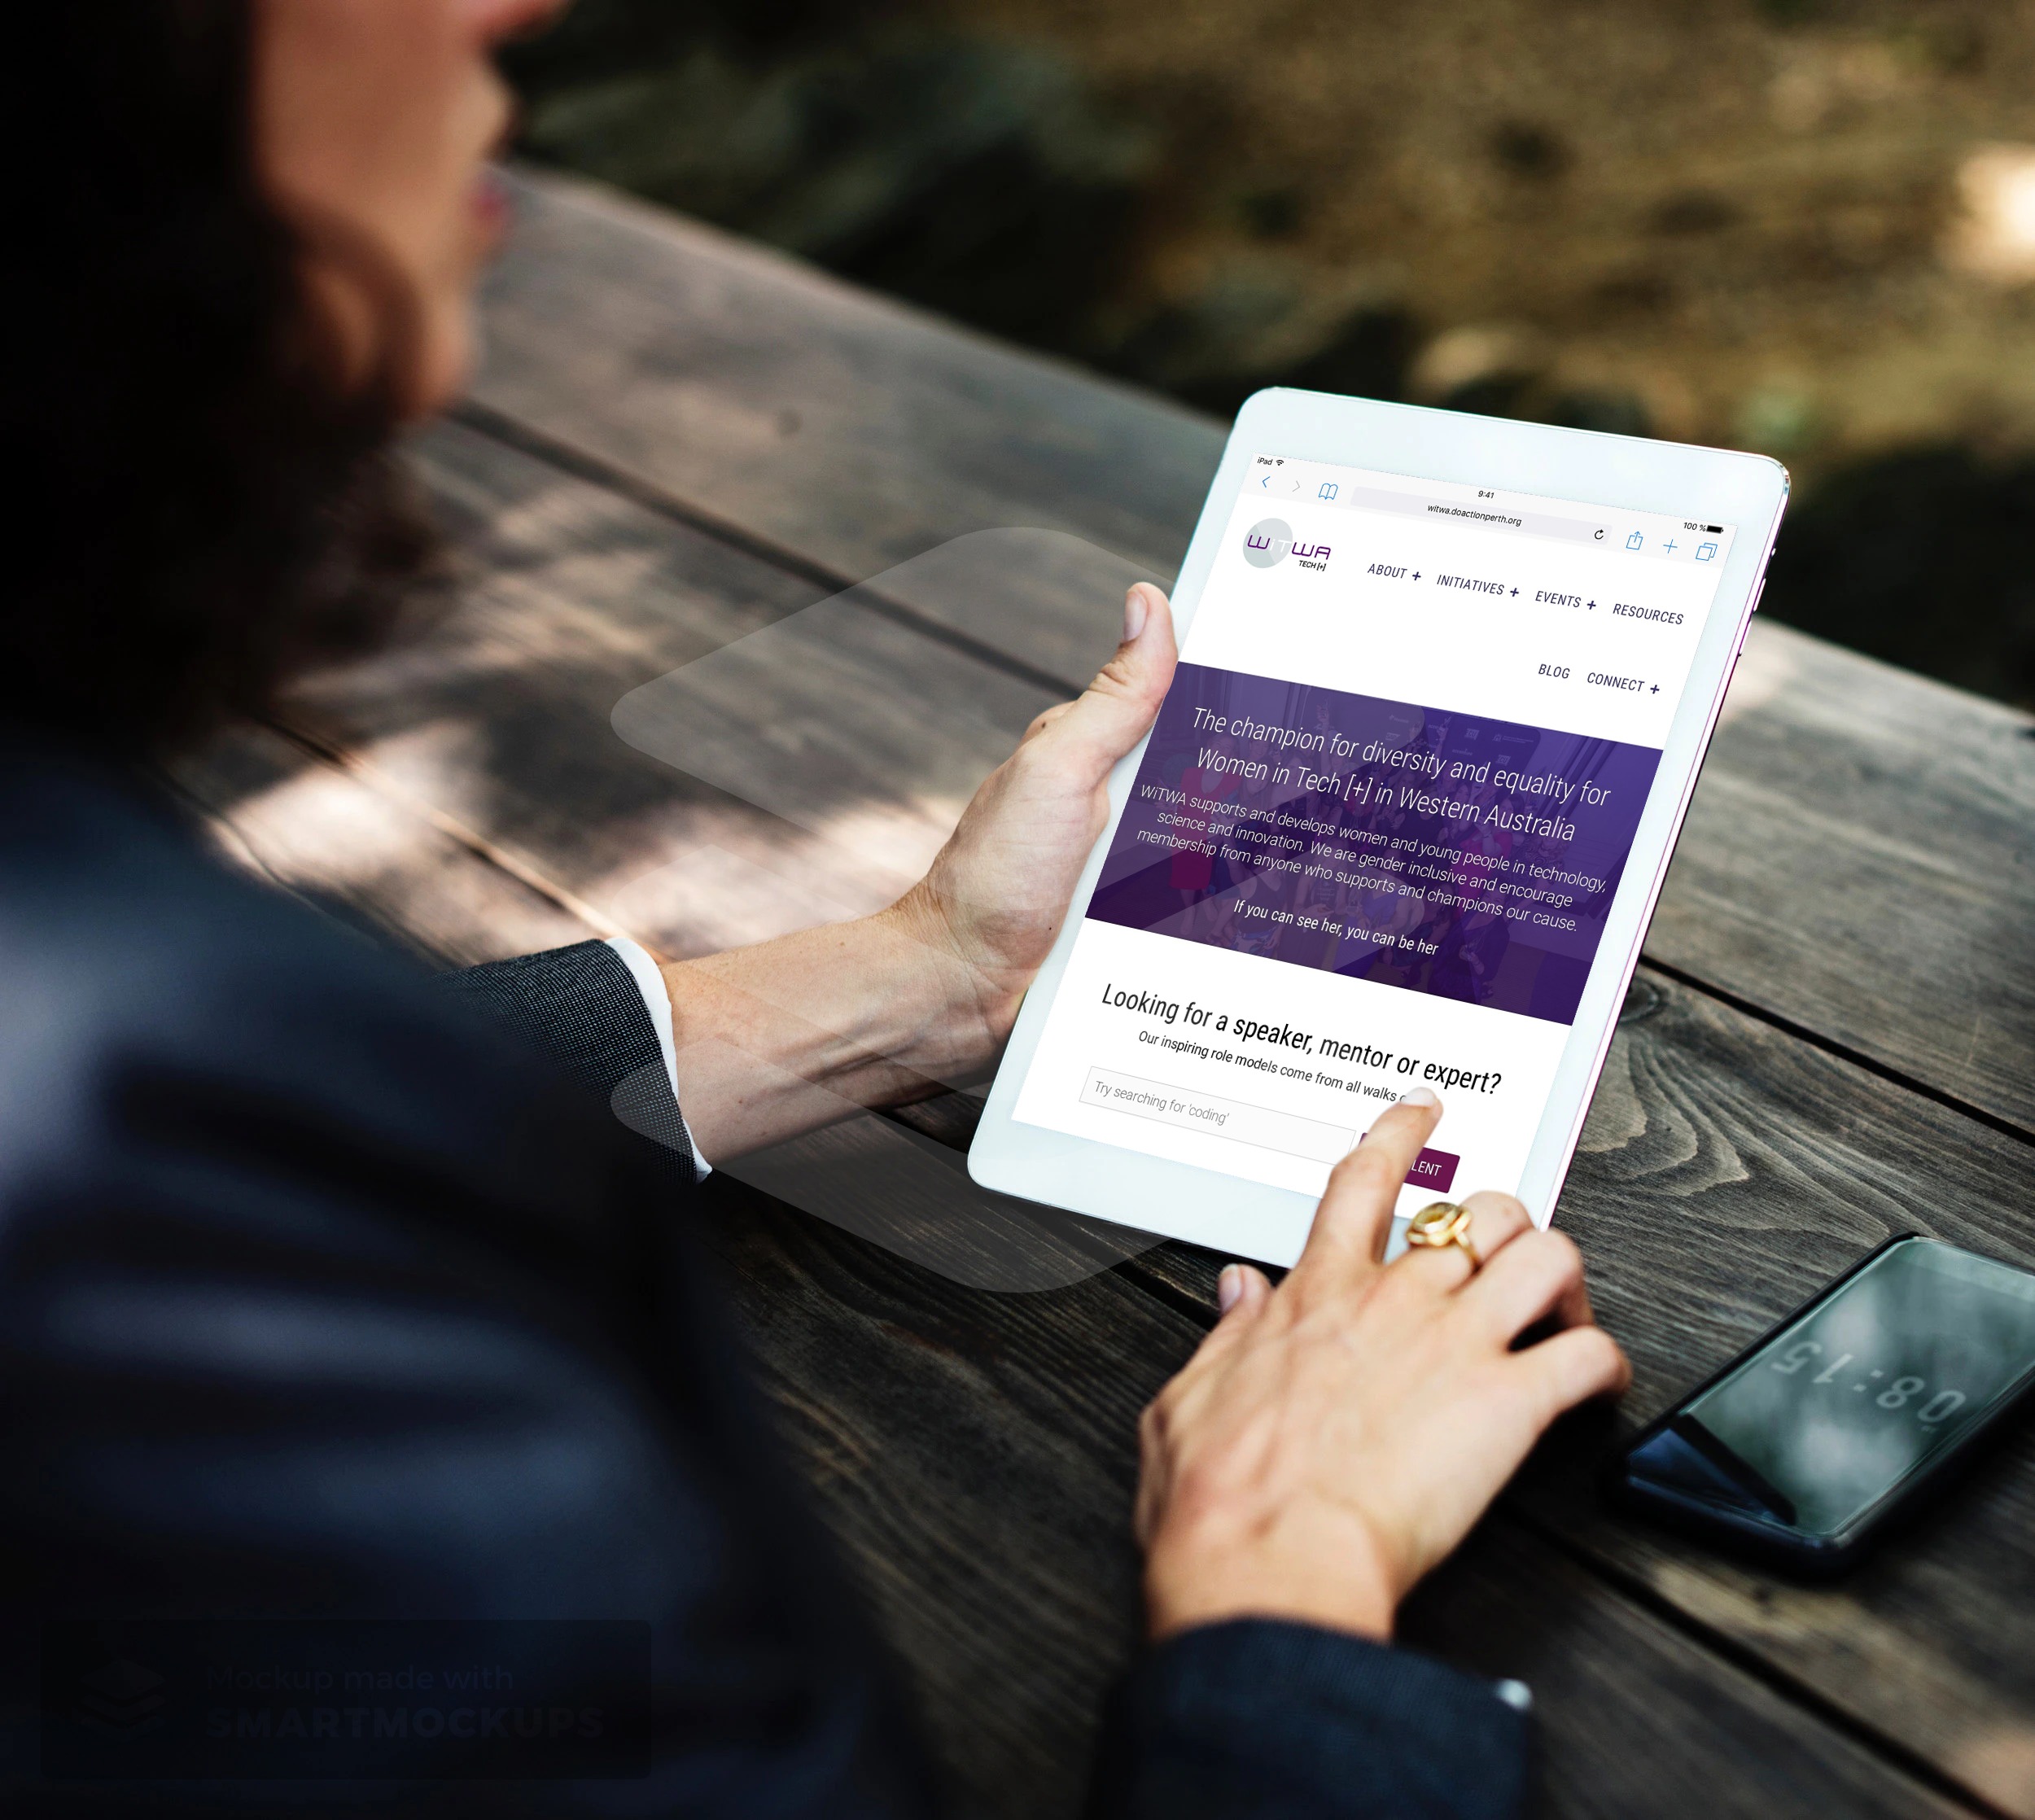 iPad
9:41
100 %
witwa.doactionperth.org
WiTWA
TECH [+]
ABOUT + INITIATIVES + EVENTS + RESOURCES
BLOG CONNECT +
The champion for diversity and equality for
Women in Tech [+] in Western Australia
WiTWA supports and develops women and young people in technology,
science and innovation. We are gender inclusive and encourage
membership from anyone who supports and champions our cause.
If you can see her, you can be her
Looking for a speaker, mentor or expert?
Our inspiring role models come from all walks
Try searching for 'coding'
LENT
08:15
Mockup made with
SMARTMOCKUPS